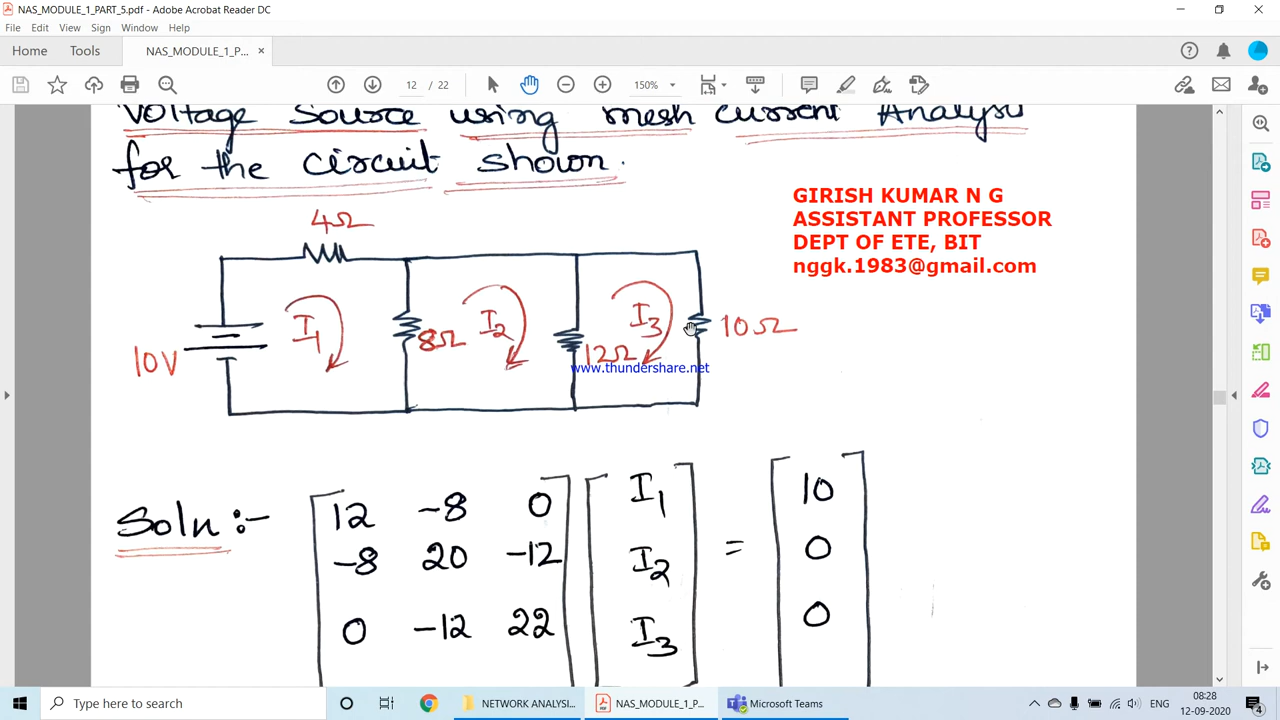 NAS_MODULE_1_PART_5.pdf - Adobe Acrobat Reader DC
File Edit View Sign Window Help
Home Tools NAS_MODULE_1_P... ×
12 / 22 150%
Voltage Source using mesh current Analysis
for the circuit shown.
GIRISH KUMAR N G
ASSISTANT PROFESSOR
DEPT OF ETE, BIT
nggk.1983@gmail.com
4Ω
10V I1 8Ω I2 12Ω I3 10Ω
www.thundershare.net
Soln :-
12 -8 0 I1 10
-8 20 -12 I2 = 0
0 -12 22 I3 0
Type here to search
NETWORK ANALYSI...
NAS_MODULE_1_P...
Microsoft Teams
ENG
08:28
12-09-2020
4